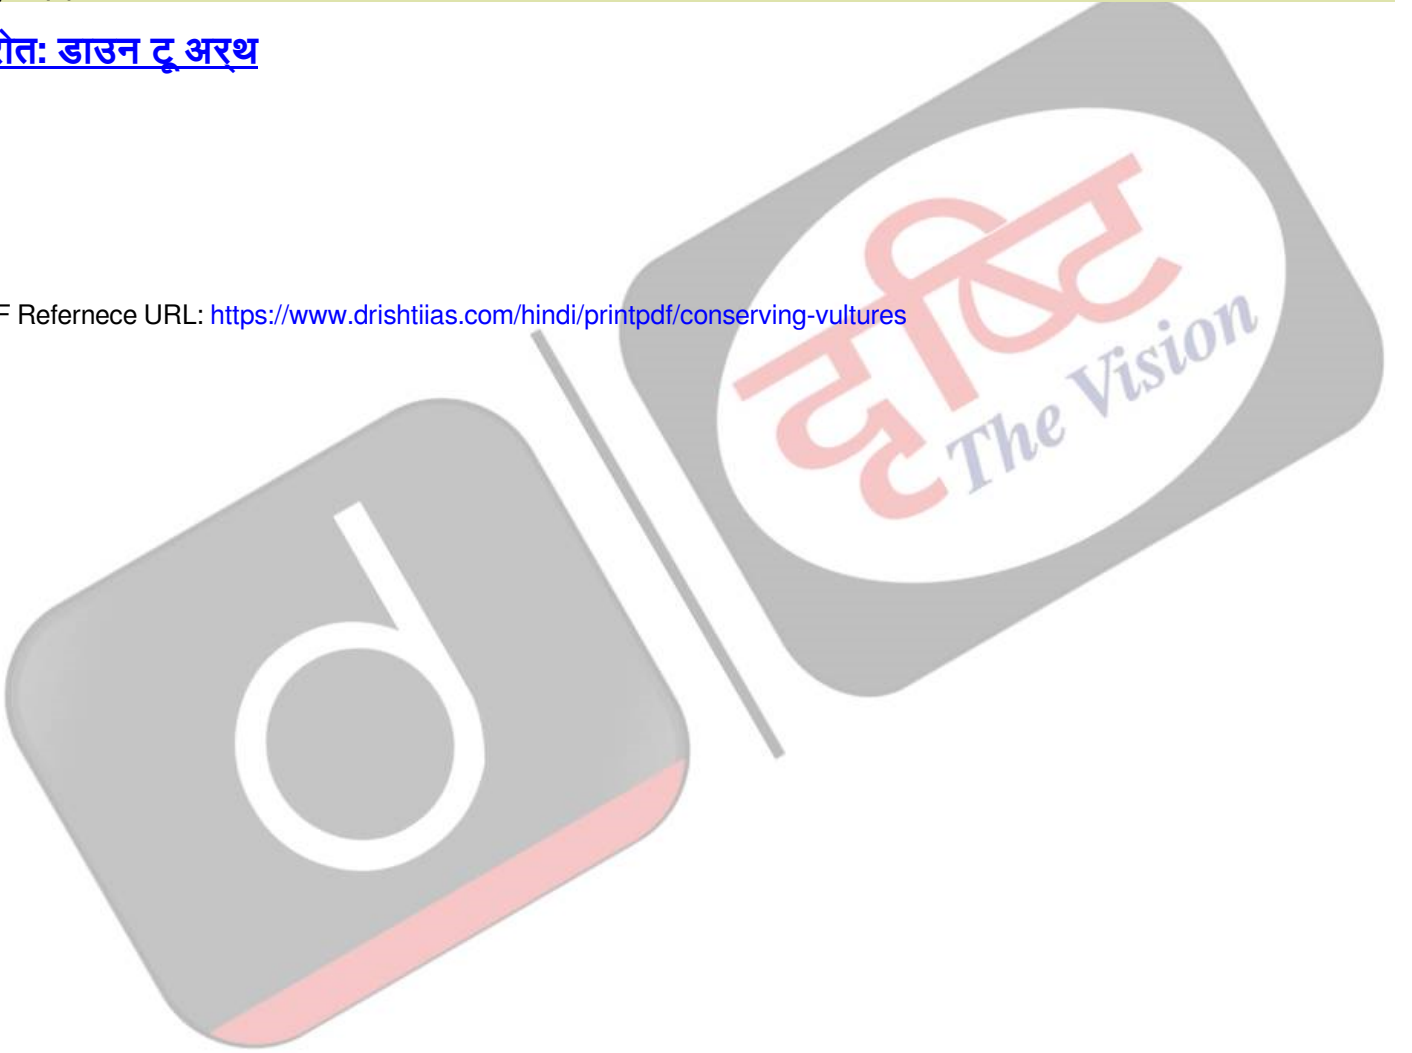 रोत: डाउन टू अर्थ
F Refernece URL: https://www.drishtiias.com/hindi/printpdf/conserving-vultures
दृष्टि
The Vision
d